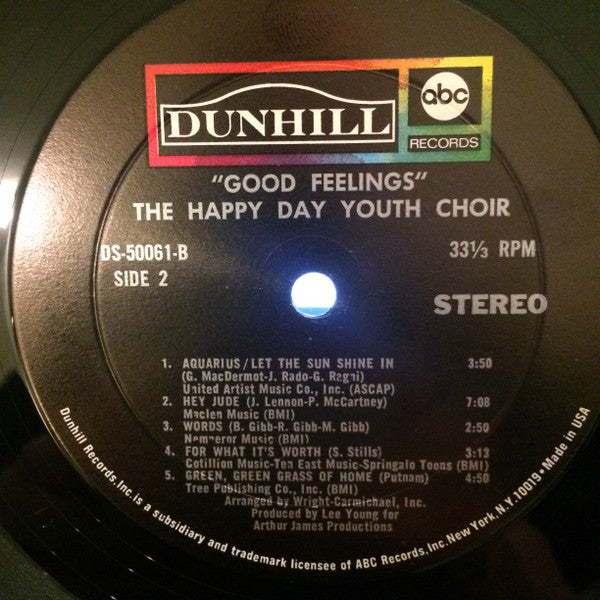 DUNHILL
abc
RECORDS
"GOOD FEELINGS"
THE HAPPY DAY YOUTH CHOIR
DS-50061-B
33⅓ RPM
SIDE 2
STEREO
1. AQUARIUS/LET THE SUN SHINE IN 3:50
(G. MacDermot-J. Rado-G. Ragni)
United Artist Music Co., Inc. (ASCAP)
2. HEY JUDE (J. Lennon-P. McCartney) 7:08
Maclen Music (BMI)
3. WORDS (B. Gibb-R. Gibb-M. Gibb) 2:50
Nemperor Music (BMI)
4. FOR WHAT IT'S WORTH (S. Stills) 3:13
Cotillion Music-Ten East Music-Springalo Toons (BMI)
5. GREEN, GREEN GRASS OF HOME (Putnam) 4:50
Tree Publishing Co., Inc. (BMI)
Arranged by Wright-Carmichael, Inc.
Produced by Lee Young for
Arthur James Productions
Dunhill Records, Inc. is a subsidiary and trademark licensee of ABC Records, Inc. New York, N.Y. 10019 • Made in USA